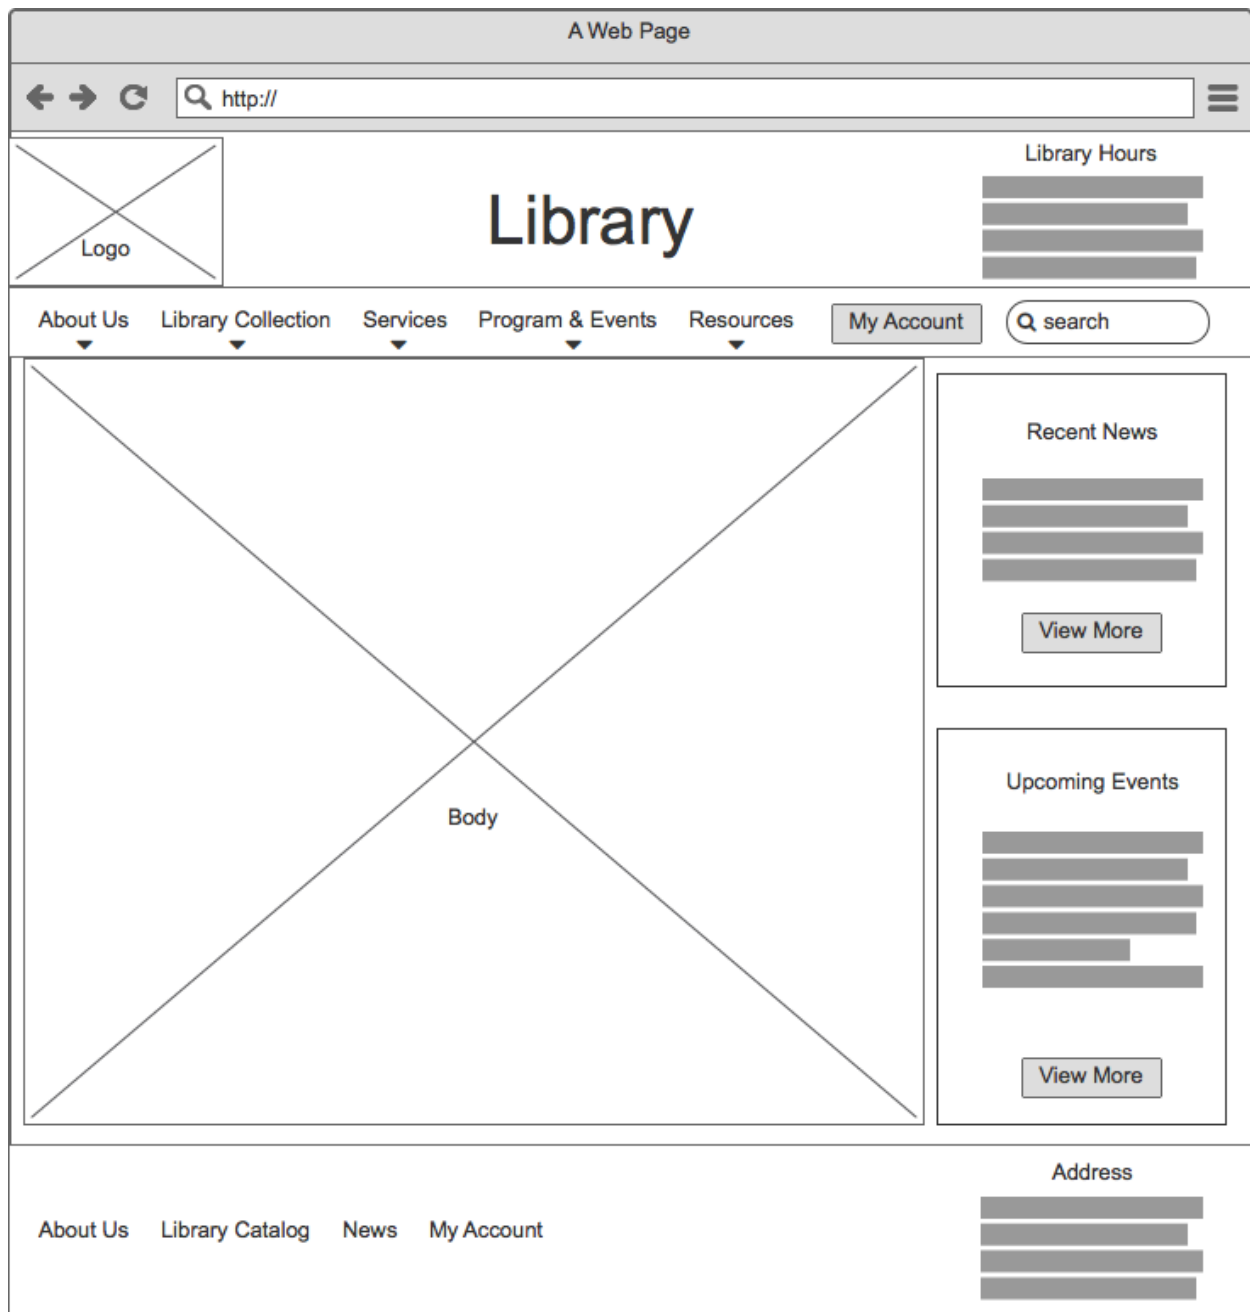 A Web Page
http://
Logo
Library
Library Hours
About Us Library Collection Services Program & Events Resources My Account search
Recent News
View More
Body
Upcoming Events
View More
Address
About Us Library Catalog News My Account